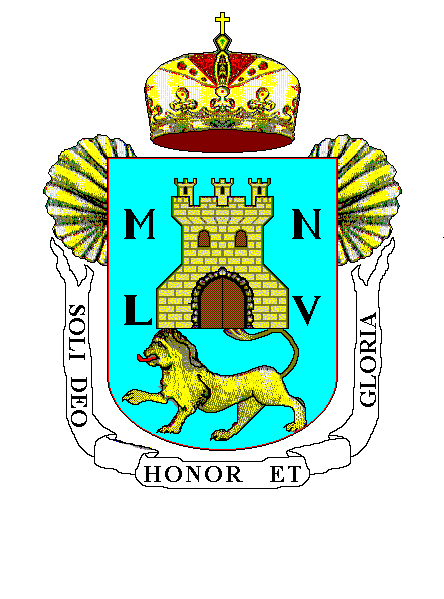 M N
L V
SOLI DEO
HONOR ET
GLORIA